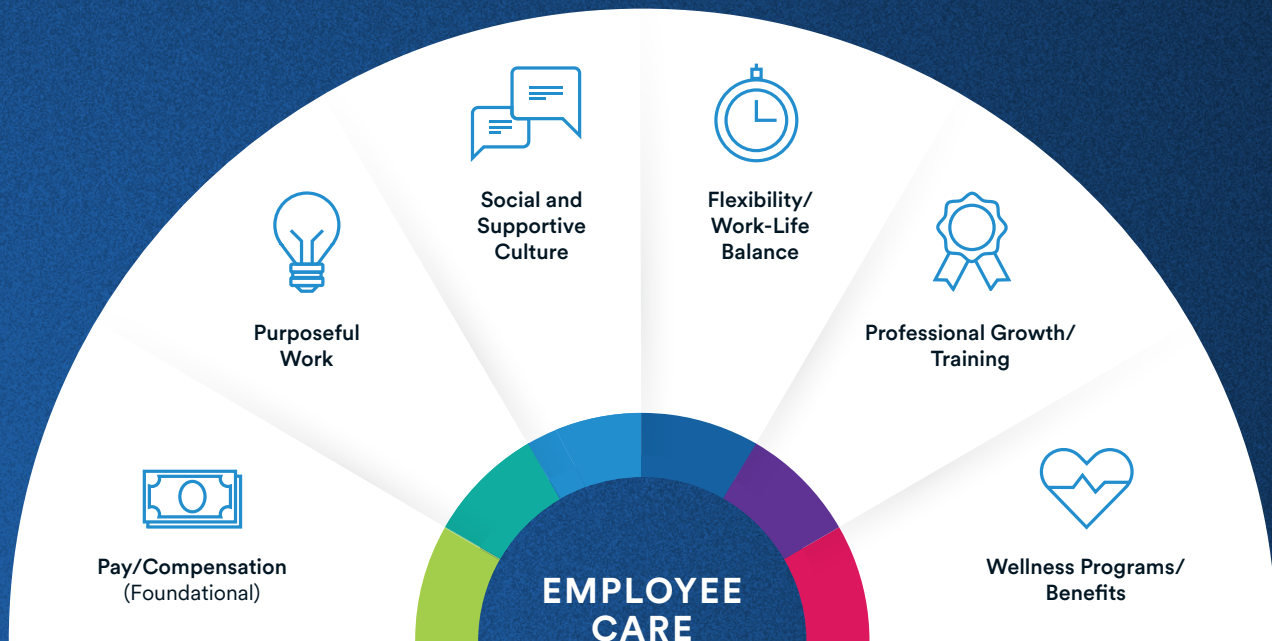 Social and
Supportive
Culture
Flexibility/
Work-Life
Balance
Purposeful
Work
Professional Growth/
Training
Pay/Compensation
(Foundational)
Wellness Programs/
Benefits
EMPLOYEE
CARE